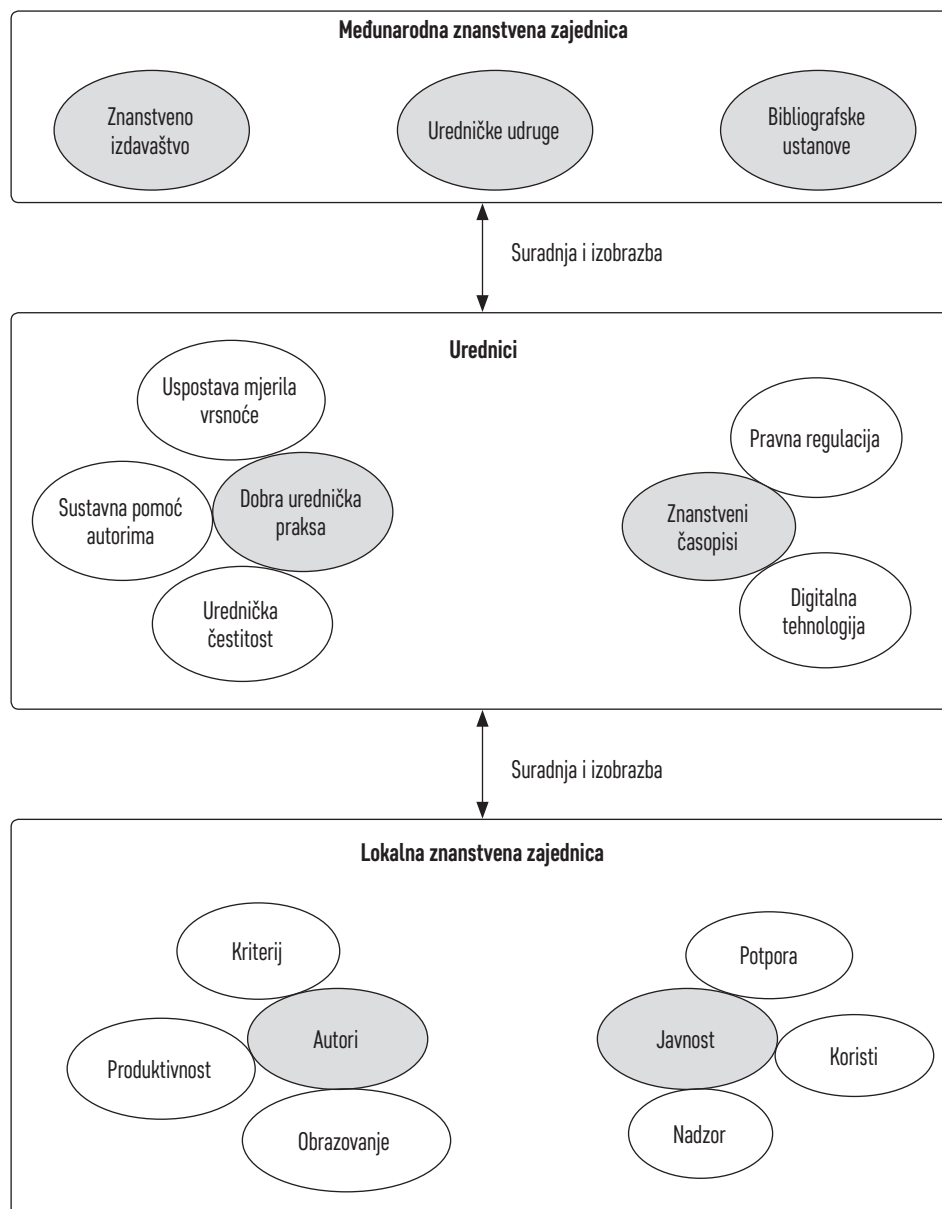 Međunarodna znanstvena zajednica
Znanstveno
izdavaštvo
Uredničke udruge
Bibliografske
ustanove
Suradnja i izobrazba
Urednici
Uspostava mjerila
vrsnoće
Sustavna pomoć
autorima
Dobra urednička
praksa
Urednička
čestitost
Pravna regulacija
Znanstveni
časopisi
Digitalna
tehnologija
Suradnja i izobrazba
Lokalna znanstvena zajednica
Kriterij
Autori
Produktivnost
Obrazovanje
Potpora
Javnost
Koristi
Nadzor